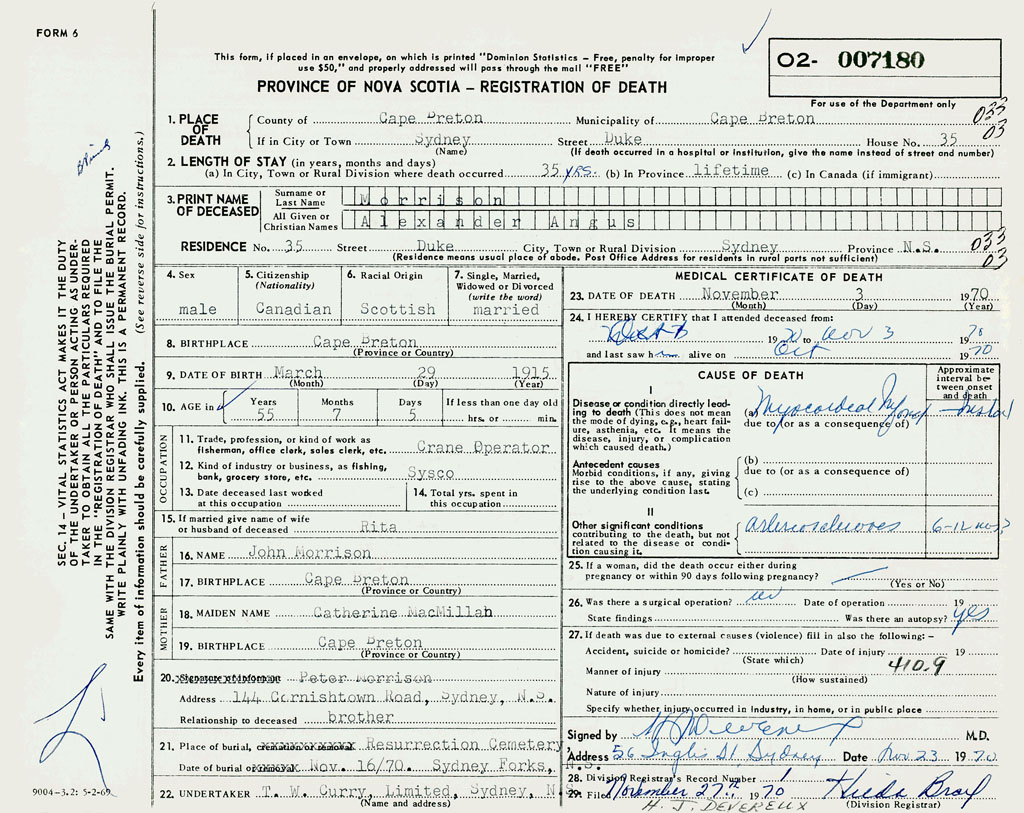 FORM 6
This form, if placed in an envelope, on which is printed "Dominion Statistics – Free, penalty for improper
use $50," and properly addressed will pass through the mail "FREE"
PROVINCE OF NOVA SCOTIA – REGISTRATION OF DEATH
O2- 007180
For use of the Department only
1. PLACE OF DEATH
County of Cape Breton Municipality of Cape Breton 033
If in City or Town Sydney Street Duke House No. 35 03
(Name) (If death occurred in a hospital or institution, give the name instead of street and number)
2. LENGTH OF STAY (in years, months and days)
(a) In City, Town or Rural Division where death occurred 35 YRS. (b) In Province lifetime (c) In Canada (if immigrant)
3. PRINT NAME OF DECEASED
Surname or Last Name Morrison
All Given or Christian Names Alexander Angus
RESIDENCE No. 35 Street Duke City, Town or Rural Division Sydney Province N.S. 033
(Residence means usual place of abode. Post Office Address for residents in rural parts not sufficient) 03
4. Sex male
5. Citizenship (Nationality) Canadian
6. Racial Origin Scottish
7. Single, Married, Widowed or Divorced (write the word) married
8. BIRTHPLACE Cape Breton
(Province or Country)
9. DATE OF BIRTH March 29 1915
(Month) (Day) (Year)
10. AGE in Years 55 Months 7 Days 5 If less than one day old hrs. or min.
OCCUPATION
11. Trade, profession, or kind of work as
fisherman, office clerk, sales clerk, etc. Crane Operator
12. Kind of industry or business, as fishing,
bank, grocery store, etc. Sysco
13. Date deceased last worked
at this occupation
14. Total yrs. spent in
this occupation
15. If married give name of wife
or husband of deceased Rita
FATHER
16. NAME John Morrison
17. BIRTHPLACE Cape Breton
(Province or Country)
MOTHER
18. MAIDEN NAME Catherine MacMillan
19. BIRTHPLACE Cape Breton
(Province or Country)
20. Signature of informant Peter Morrison
Address 144 Cornishtown Road, Sydney, N.S.
Relationship to deceased brother
21. Place of burial, cremation or removal Resurrection Cemetery,
Date of burial or removal Nov. 16/70. Sydney Forks, N.S.
22. UNDERTAKER T. W. Curry, Limited, Sydney, N.S.
(Name and address)
MEDICAL CERTIFICATE OF DEATH
23. DATE OF DEATH November 3 1970
(Month) (Day) (Year)
24. I HEREBY CERTIFY that I attended deceased from:
19 to Nov 3 1970
and last saw him alive on Oct 1970
CAUSE OF DEATH
Approximate interval between onset and death
I
Disease or condition directly leading to death (This does not mean the mode of dying, e.g., heart failure, asthenia, etc. It means the disease, injury, or complication which caused death.)
(a) Myocardial
due to (or as a consequence of)
Antecedent causes
Morbid conditions, if any, giving rise to the above cause, stating the underlying condition last.
(b)
due to (or as a consequence of)
(c)
II
Other significant conditions contributing to the death, but not related to the disease or condition causing it.
arteriosclerosis 6-12
25. If a woman, did the death occur either during
pregnancy or within 90 days following pregnancy?
(Yes or No)
26. Was there a surgical operation? no Date of operation 19
State findings Was there an autopsy? yes
27. If death was due to external causes (violence) fill in also the following: –
Accident, suicide or homicide? Date of injury 19
(State which)
Manner of injury 410.9
(How sustained)
Nature of injury
Specify whether injury occurred in industry, in home, or in public place
Signed by M.D.
Address 56 Inglis St, Sydney Date Nov 23 1970
28. Division Registrar's Record Number 1
29. Filed November 27th 1970 Hilda
(Division Registrar)
H. J. DEVEREUX
SEC. 14 – VITAL STATISTICS ACT MAKES IT THE DUTY
OF THE UNDERTAKER OR PERSON ACTING AS UNDER-
TAKER TO OBTAIN ALL THE PARTICULARS REQUIRED
IN THE "REGISTRATION OF DEATH" AND TO FILE THE
SAME WITH THE DIVISION REGISTRAR WHO SHALL ISSUE THE BURIAL PERMIT.
WRITE PLAINLY WITH UNFADING INK. THIS IS A PERMANENT RECORD.
Every item of information should be carefully supplied. (See reverse side for instructions.)
9004-3.2: 5-2-69